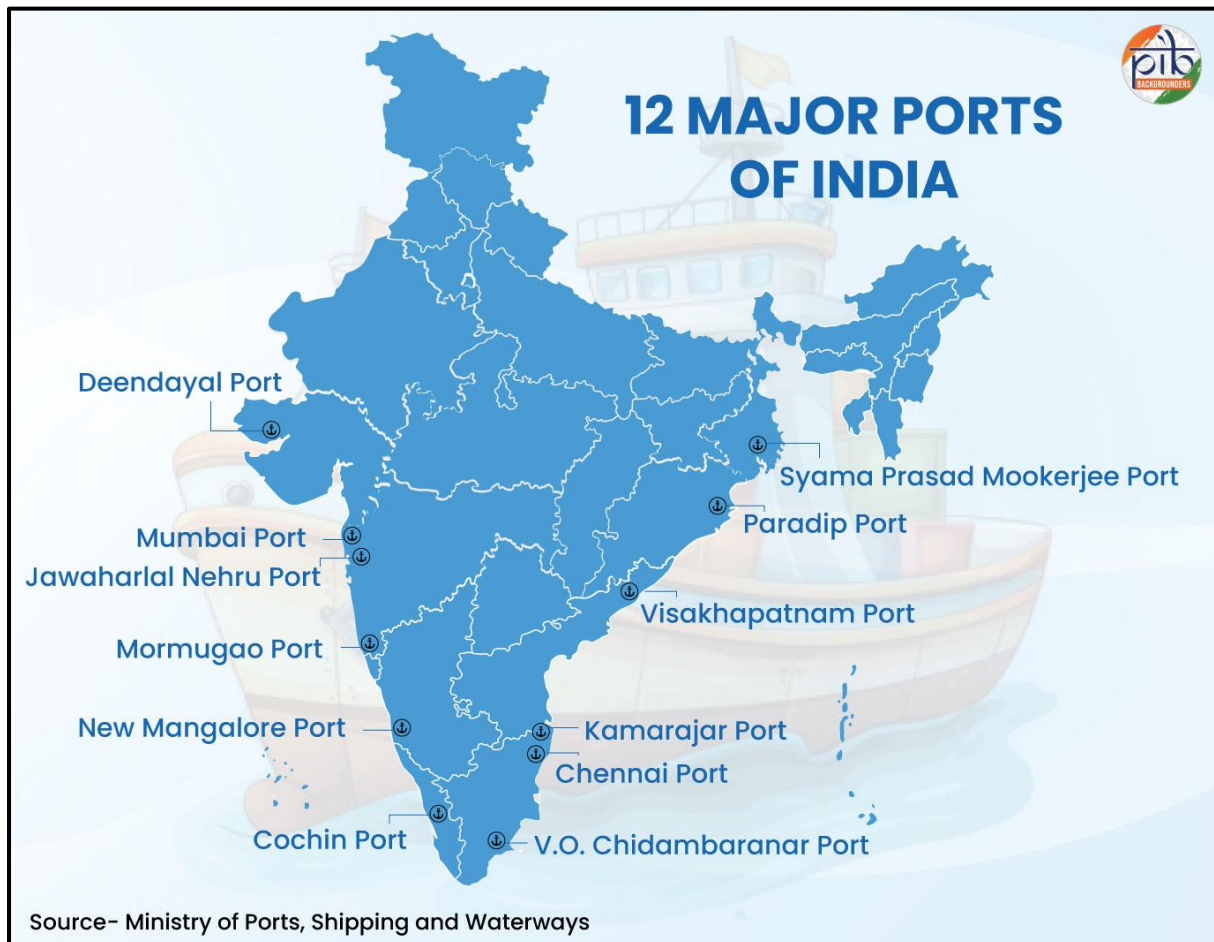 pib
BACKGROUNDERS
12 MAJOR PORTS
OF INDIA
Deendayal Port
Syama Prasad Mookerjee Port
Paradip Port
Mumbai Port
Jawaharlal Nehru Port
Visakhapatnam Port
Mormugao Port
New Mangalore Port
Kamarajar Port
Chennai Port
Cochin Port
V.O. Chidambaranar Port
Source- Ministry of Ports, Shipping and Waterways